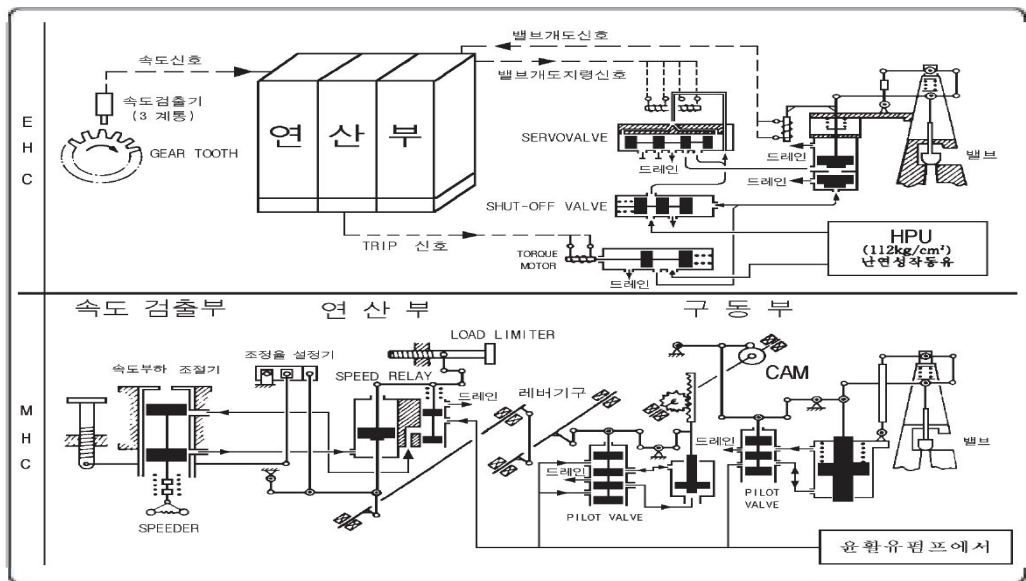 EHC
속도신호
속도검출기
(3 계통)
GEAR TOOTH
연 산 부
밸브개도신호
밸브개도지령신호
SERVOVALVE
드레인
드레인
드레인
밸브
SHUT-OFF VALVE
TRIP 신호
TORQUE
MOTOR
드레인
HPU
(112kg/cm²)
난연성작동유
MHC
속도 검출부
연 산 부
구 동 부
속도부하 조절기
조정율 설정기
LOAD LIMITER
SPEED RELAY
드레인
레버기구
CAM
드레인
드레인
밸브
PILOT VALVE
PILOT
VALVE
SPEEDER
윤활유펌프에서